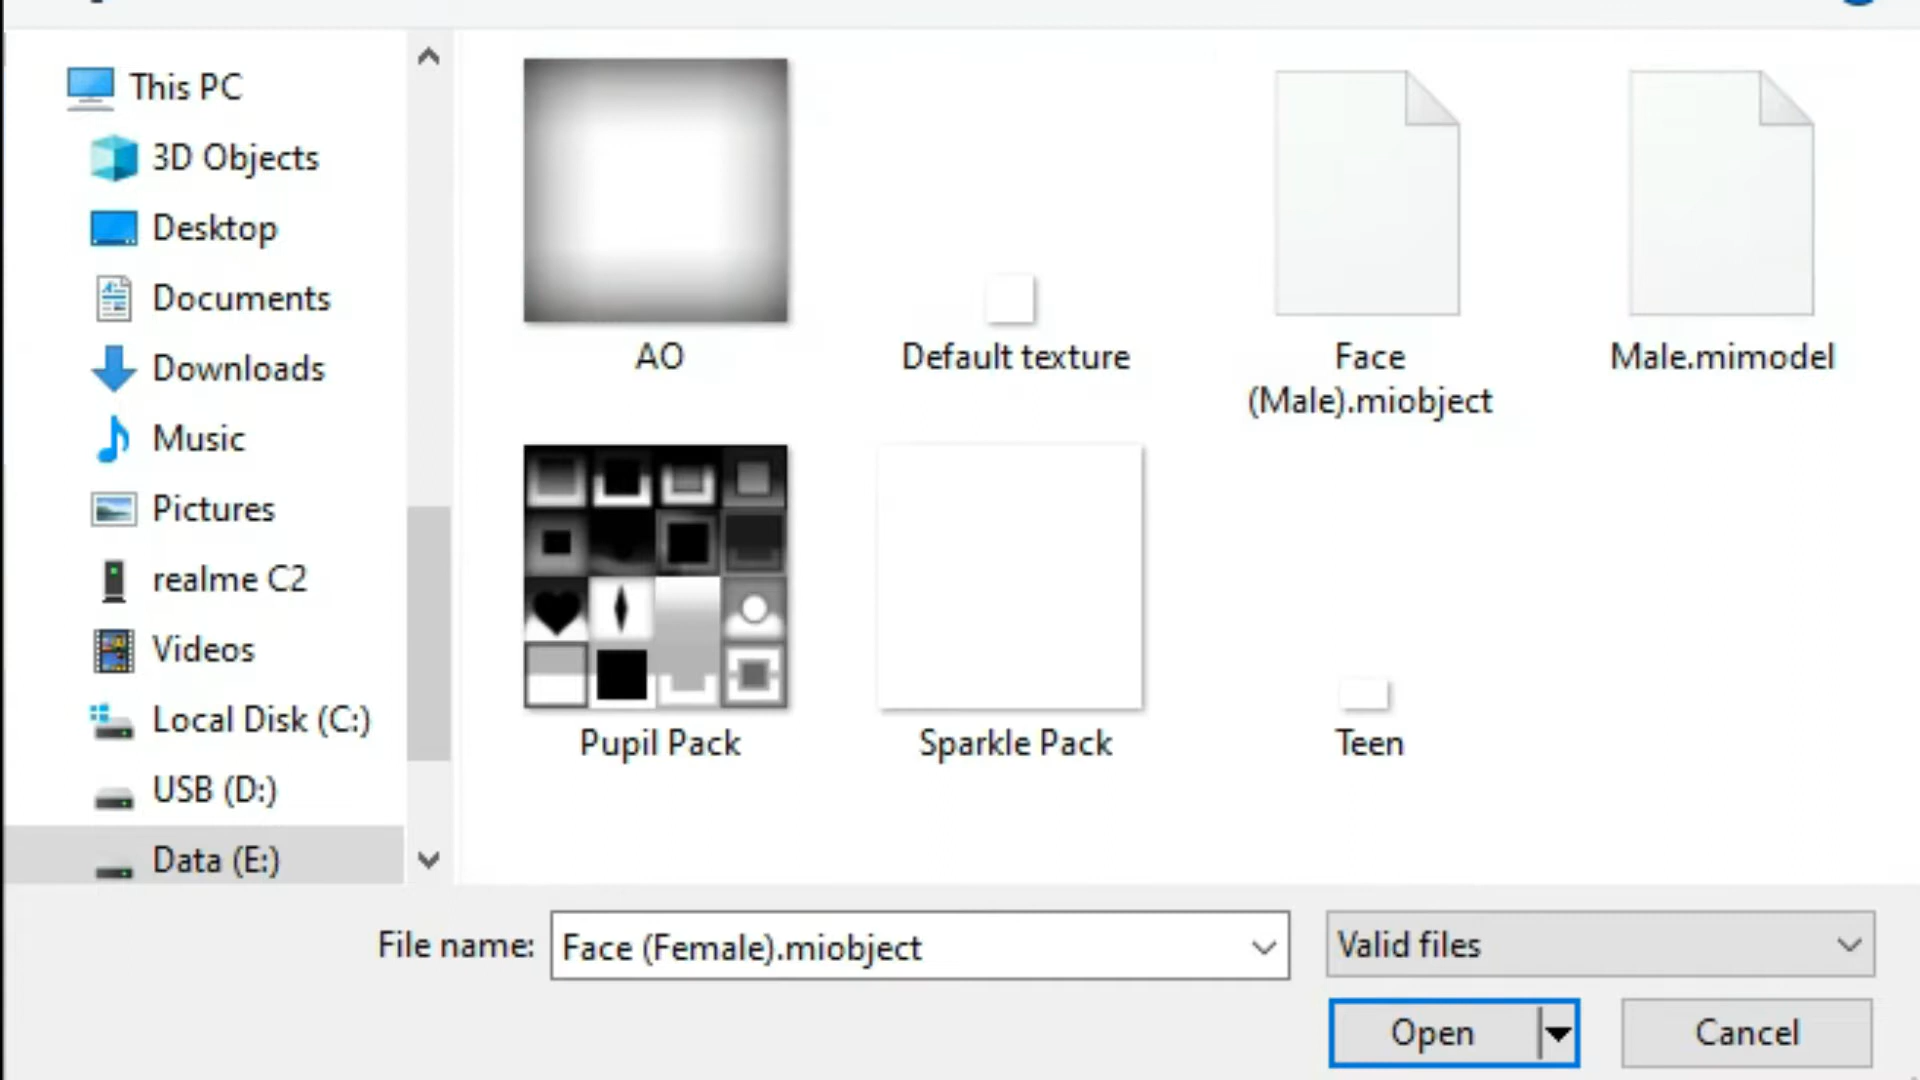 This PC
3D Objects
Desktop
Documents
Downloads
Music
Pictures
realme C2
Videos
Local Disk (C:)
USB (D:)
Data (E:)
AO
Default texture
Face
(Male).miobject
Male.mimodel
Pupil Pack
Sparkle Pack
Teen
File name:
Face (Female).miobject
Valid files
Open
Cancel